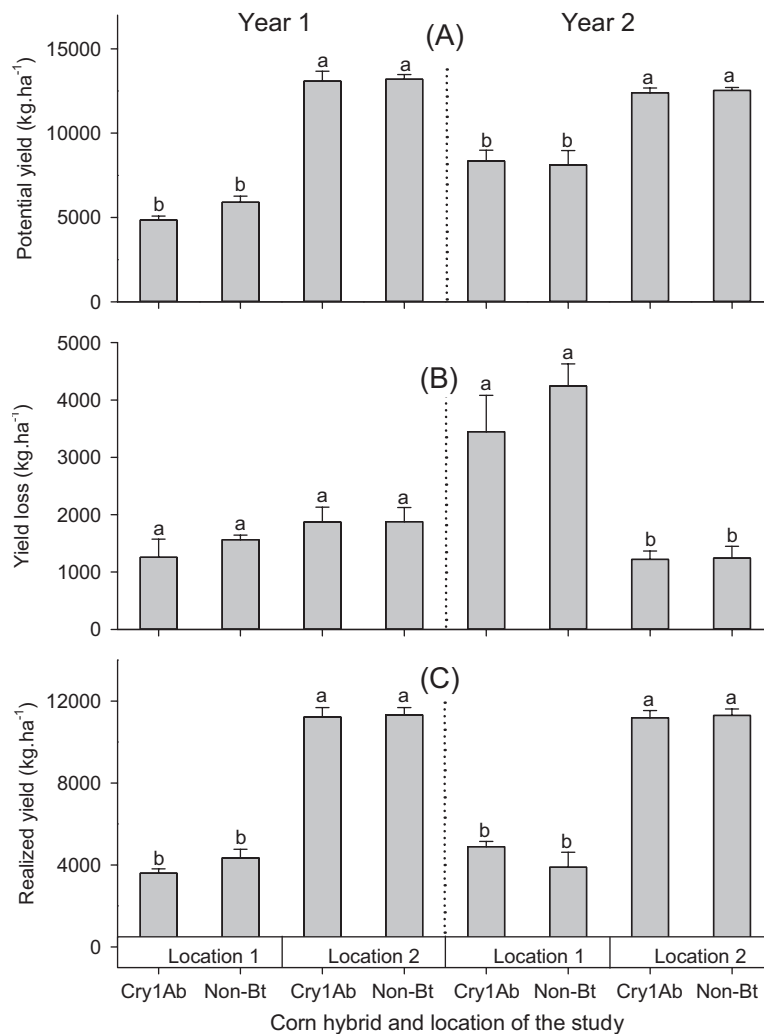 Year 1 (A) Year 2
Potential yield (kg.ha⁻¹)
15000
10000
5000
0
b b a a b b a a
(B)
Yield loss (kg.ha⁻¹)
5000
4000
3000
2000
1000
0
a a a a a a b b
(C)
Realized yield (kg.ha⁻¹)
12000
8000
4000
0
b b a a b b a a
Location 1 Location 2 Location 1 Location 2
Cry1Ab Non-Bt Cry1Ab Non-Bt Cry1Ab Non-Bt Cry1Ab Non-Bt
Corn hybrid and location of the study